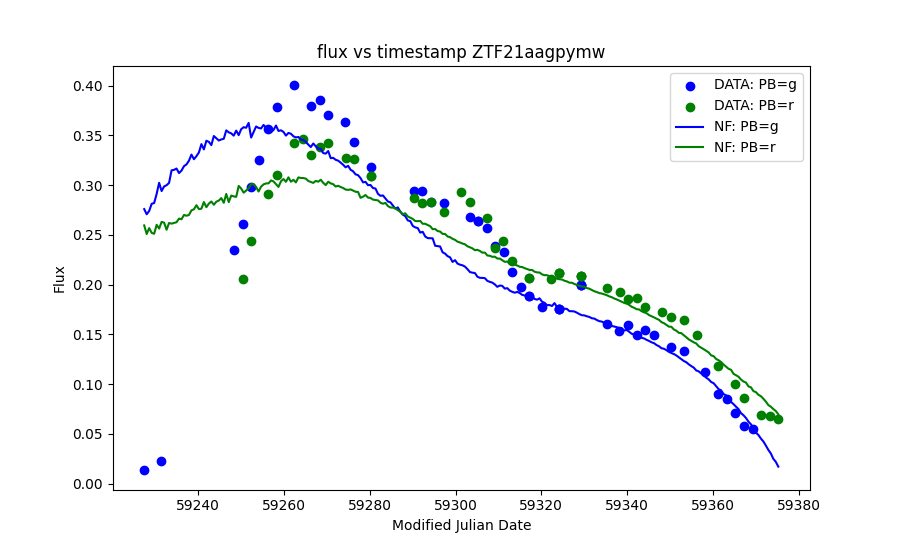 flux vs timestamp ZTF21aagpymw
DATA: PB=g
DATA: PB=r
NF: PB=g
NF: PB=r
0.40
0.35
0.30
0.25
0.20
0.15
0.10
0.05
0.00
Flux
59240
59260
59280
59300
59320
59340
59360
59380
Modified Julian Date